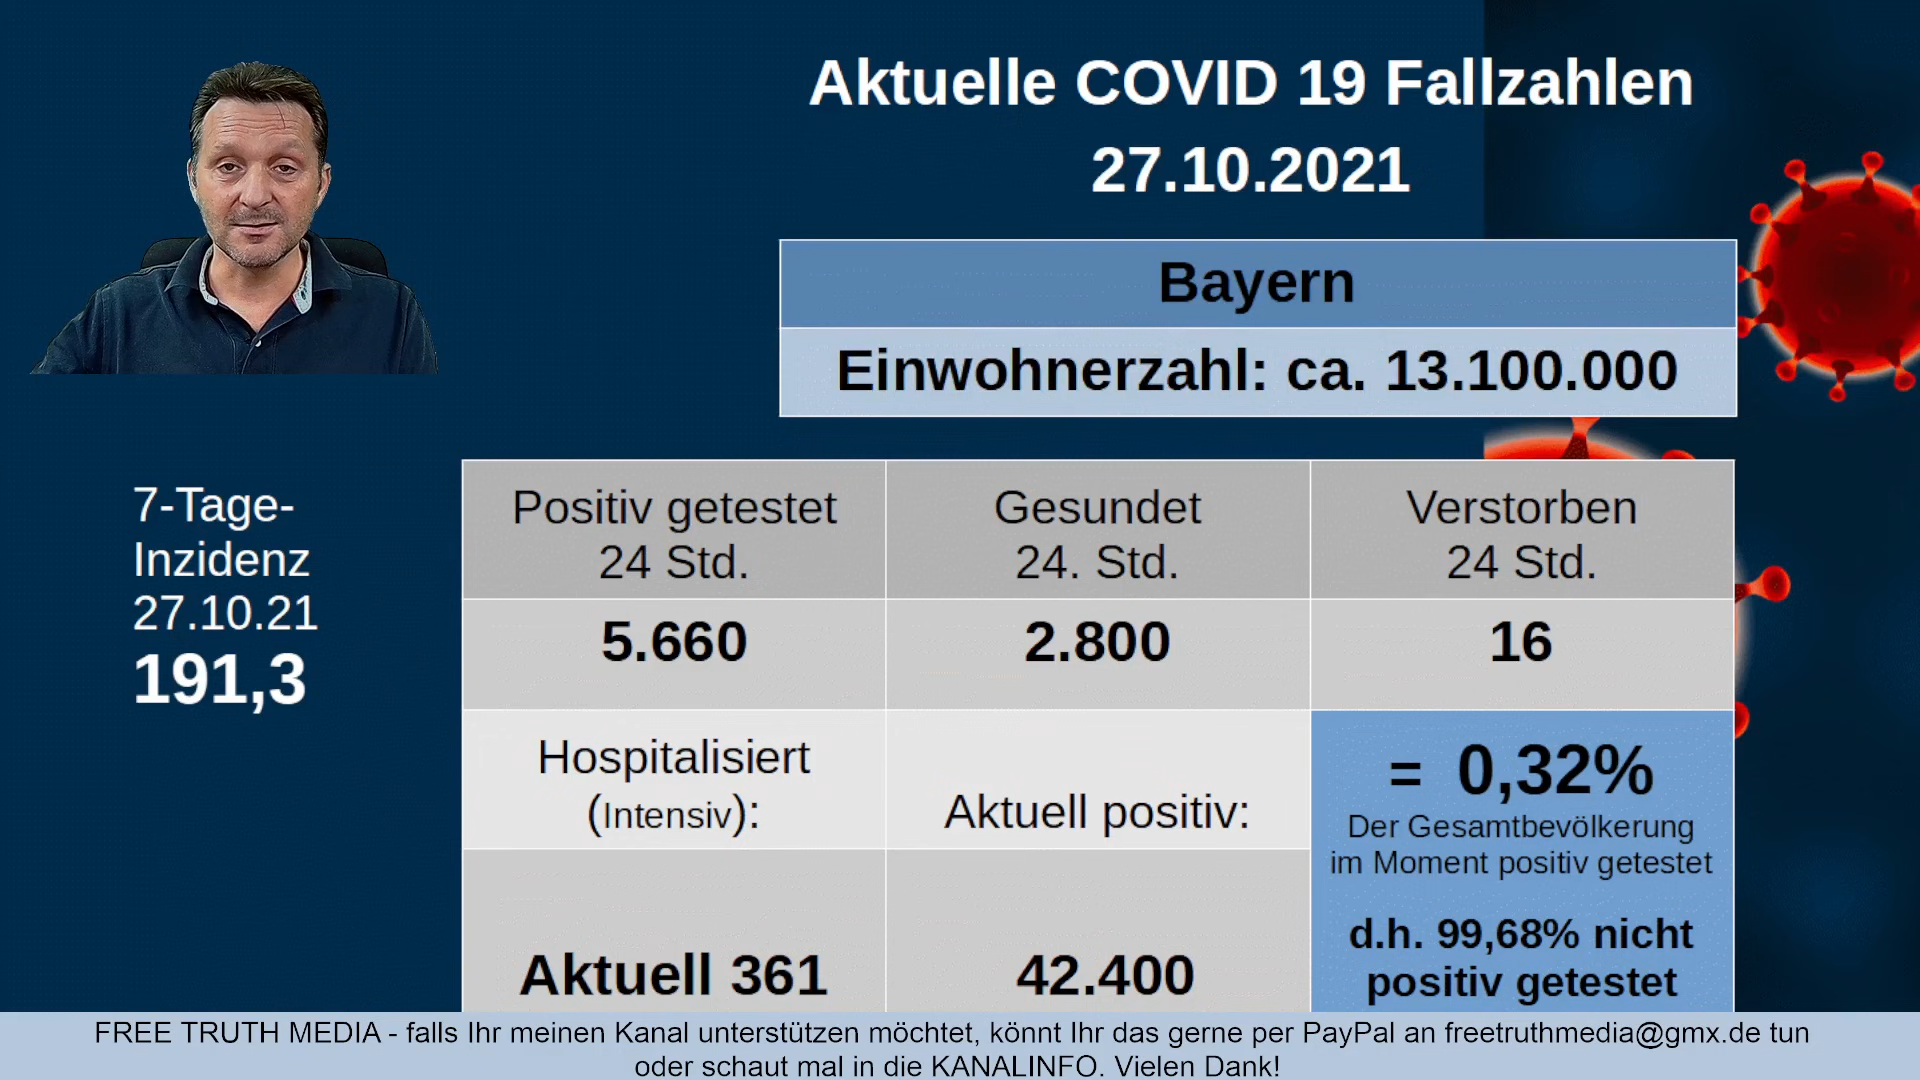 Aktuelle COVID 19 Fallzahlen
27.10.2021
Bayern
Einwohnerzahl: ca. 13.100.000
7-Tage-
Inzidenz
27.10.21
191,3
Positiv getestet
24 Std.
Gesundet
24. Std.
Verstorben
24 Std.
5.660
2.800
16
Hospitalisiert
(Intensiv):
Aktuell positiv:
= 0,32%
Der Gesamtbevölkerung
im Moment positiv getestet
d.h. 99,68% nicht
positiv getestet
Aktuell 361
42.400
FREE TRUTH MEDIA - falls Ihr meinen Kanal unterstützen möchtet, könnt Ihr das gerne per PayPal an freetruthmedia@gmx.de tun
oder schaut mal in die KANALINFO. Vielen Dank!